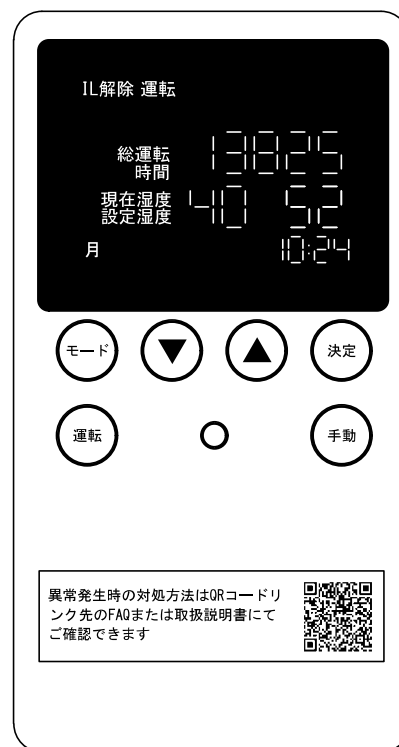 IL解除 運転
総運転
時間
13825
現在湿度
設定湿度
40 52
月
10:24
モード
▼
▲
決定
運転
手動
異常発生時の対処方法はQRコードリ
ンク先のFAQまたは取扱説明書にて
ご確認できます